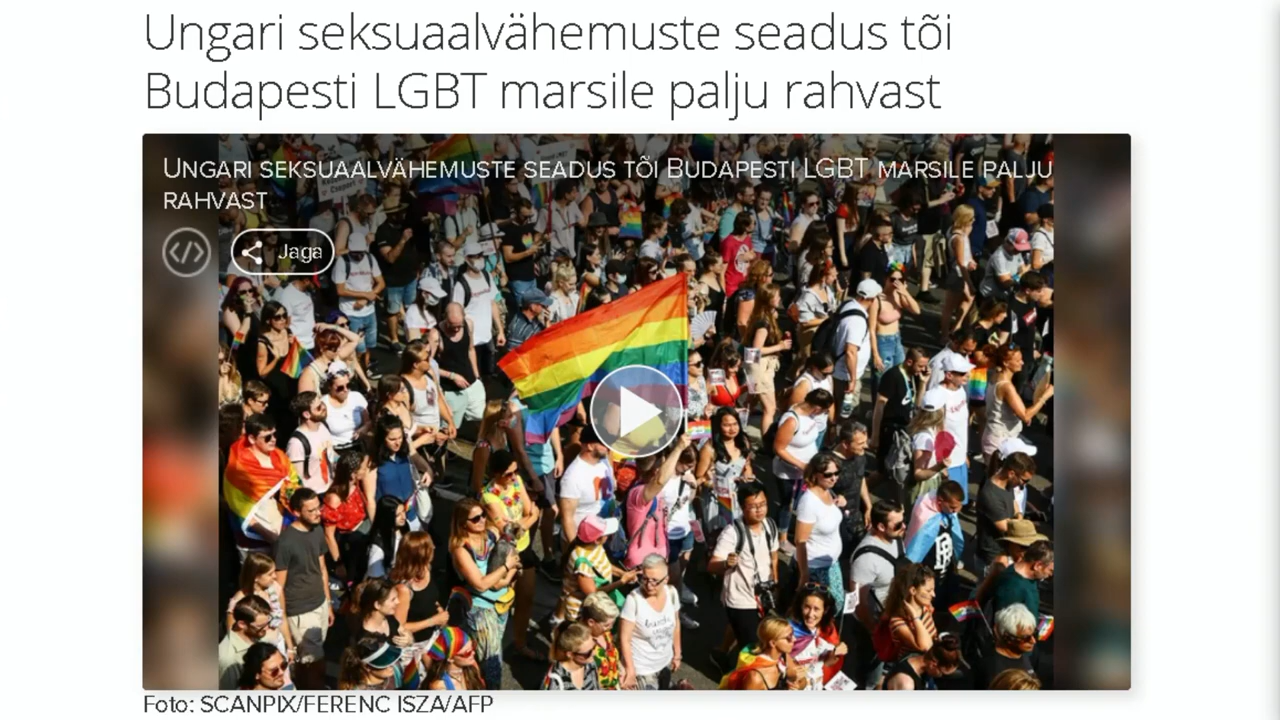 Ungari seksuaalvähemuste seadus tõi
Budapesti LGBT marsile palju rahvast
Ungari seksuaalvähemuste seadus tõi Budapesti LGBT marsile palju
rahvast
Jaga
Foto: SCANPIX/FERENC ISZA/AFP